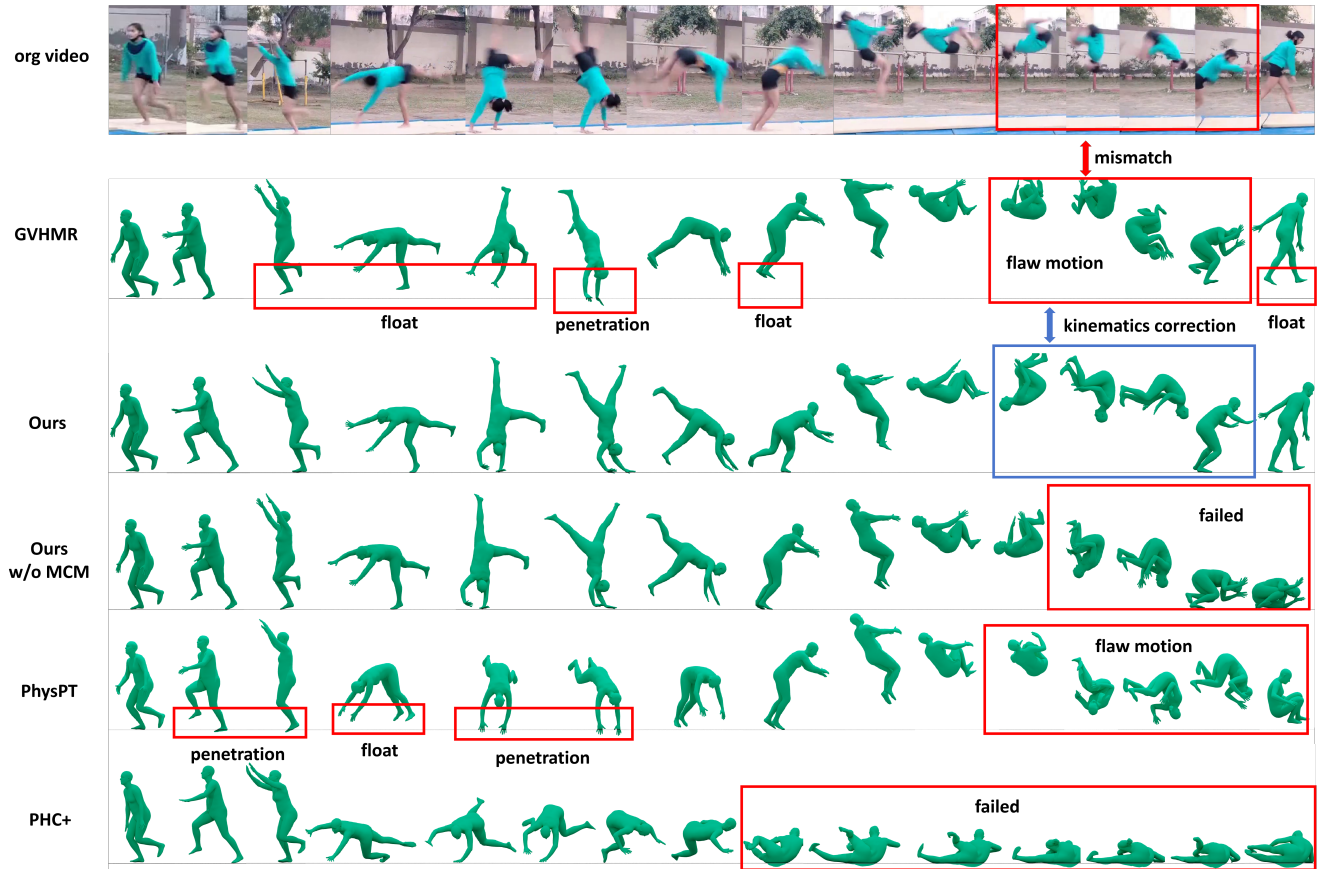 org video
mismatch
GVHMR
flaw motion
float
penetration
float
kinematics correction
float
Ours
Ours
w/o MCM
failed
PhysPT
flaw motion
penetration
float
penetration
PHC+
failed